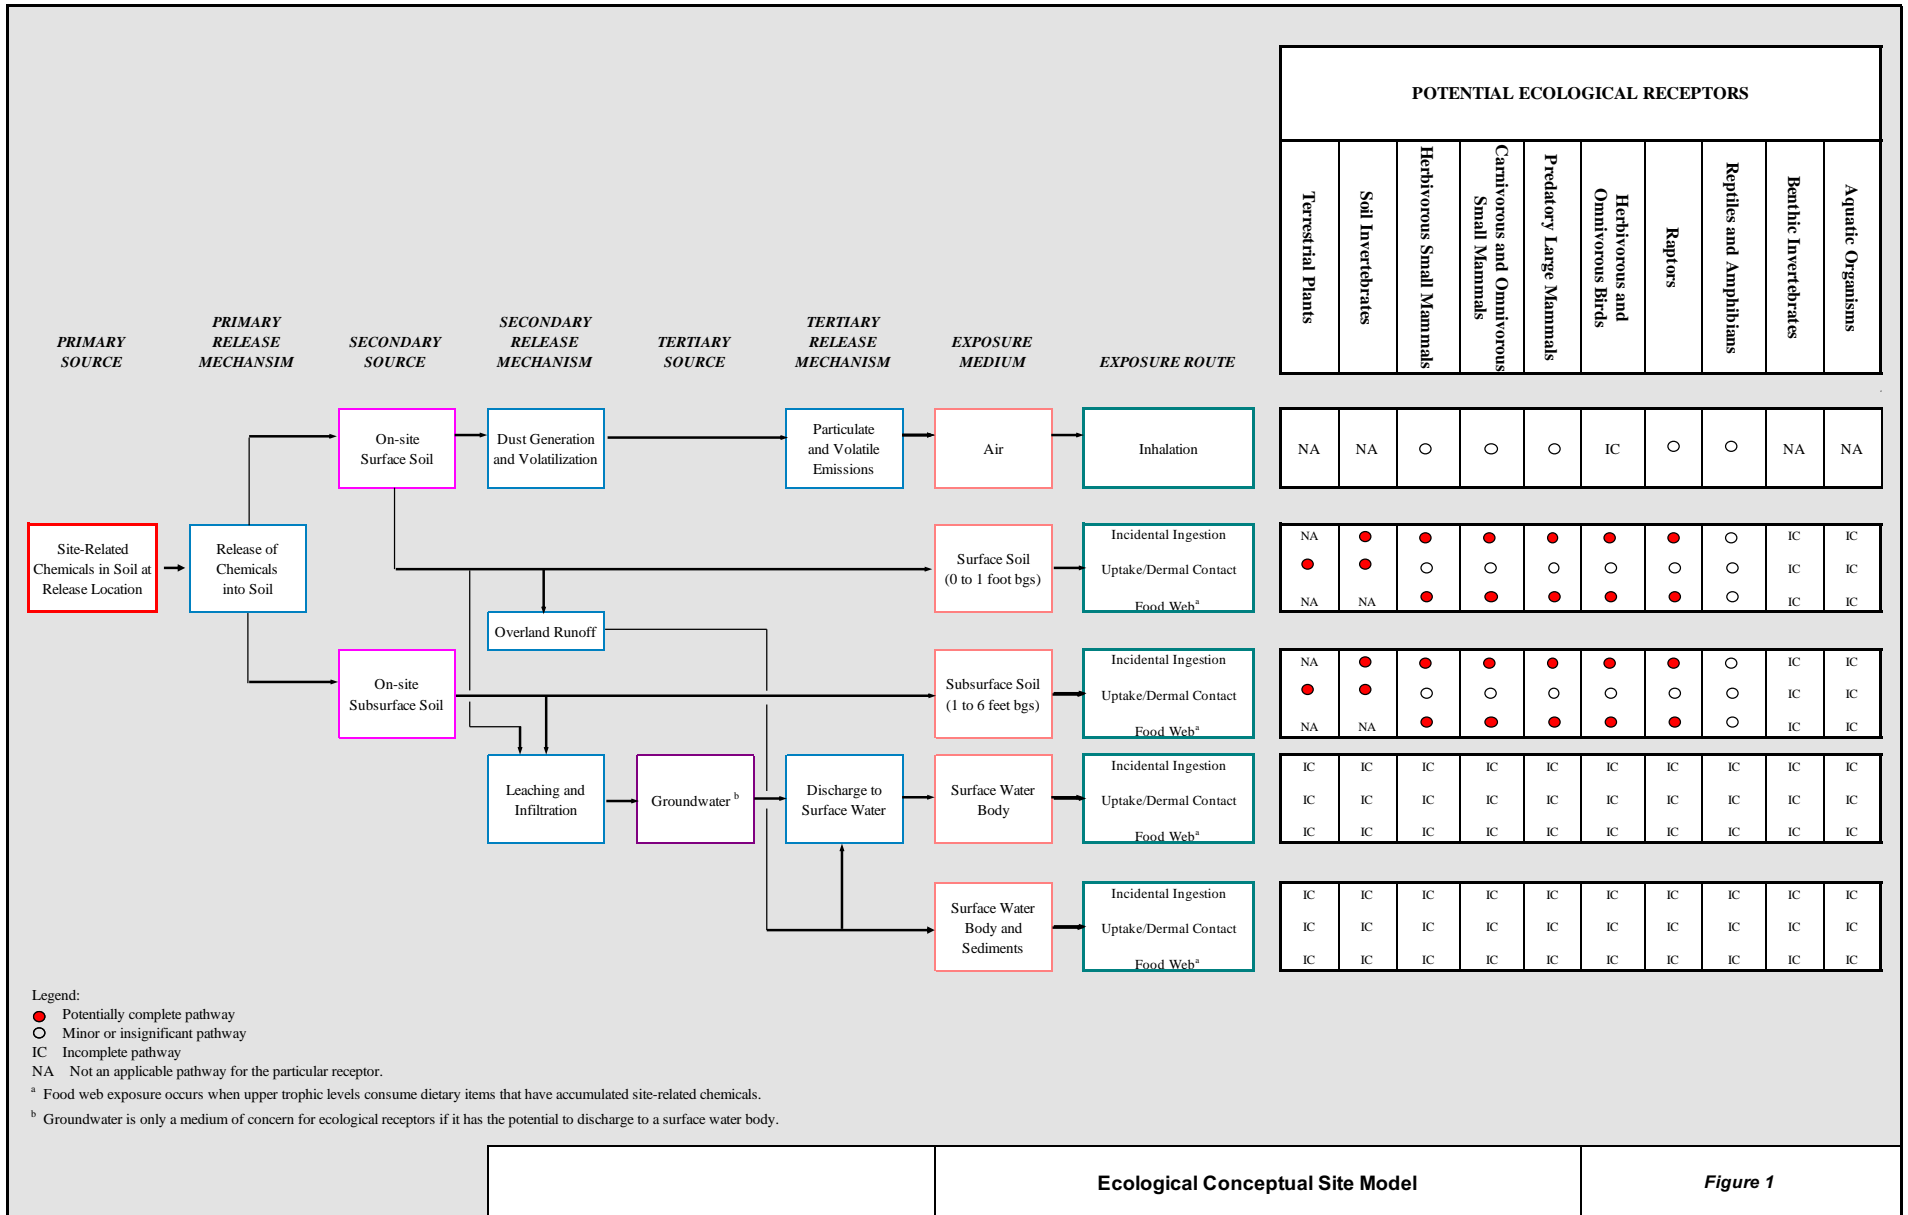 POTENTIAL ECOLOGICAL RECEPTORS
Terrestrial Plants
Soil Invertebrates
Herbivorous Small Mammals
Carnivorous and Omnivorous
Small Mammals
Predatory Large Mammals
Herbivorous and
Omnivorous Birds
Raptors
Reptiles and Amphibians
Benthic Invertebrates
Aquatic Organisms
PRIMARY
SOURCE
PRIMARY
RELEASE
MECHANSIM
SECONDARY
SOURCE
SECONDARY
RELEASE
MECHANISM
TERTIARY
SOURCE
TERTIARY
RELEASE
MECHANISM
EXPOSURE
MEDIUM
EXPOSURE ROUTE
On-site
Surface Soil
Dust Generation
and Volatilization
Particulate
and Volatile
Emissions
Air
Inhalation
NA NA IC NA NA
Site-Related
Chemicals in Soil at
Release Location
Release of
Chemicals
into Soil
Surface Soil
(0 to 1 foot bgs)
Incidental Ingestion
Uptake/Dermal Contact
Food Web a
NA IC IC
IC IC
NA NA IC IC
Overland Runoff
On-site
Subsurface Soil
Subsurface Soil
(1 to 6 feet bgs)
Incidental Ingestion
Uptake/Dermal Contact
Food Web a
NA IC IC
IC IC
NA NA IC IC
Leaching and
Infiltration
Groundwater b
Discharge to
Surface Water
Surface Water
Body
Incidental Ingestion
Uptake/Dermal Contact
Food Web a
IC IC IC IC IC IC IC IC IC IC
IC IC IC IC IC IC IC IC IC IC
IC IC IC IC IC IC IC IC IC IC
Surface Water
Body and
Sediments
Incidental Ingestion
Uptake/Dermal Contact
Food Web a
IC IC IC IC IC IC IC IC IC IC
IC IC IC IC IC IC IC IC IC IC
IC IC IC IC IC IC IC IC IC IC
Legend:
Potentially complete pathway
Minor or insignificant pathway
IC Incomplete pathway
NA Not an applicable pathway for the particular receptor.
a Food web exposure occurs when upper trophic levels consume dietary items that have accumulated site-related chemicals.
b Groundwater is only a medium of concern for ecological receptors if it has the potential to discharge to a surface water body.
Ecological Conceptual Site Model
Figure 1